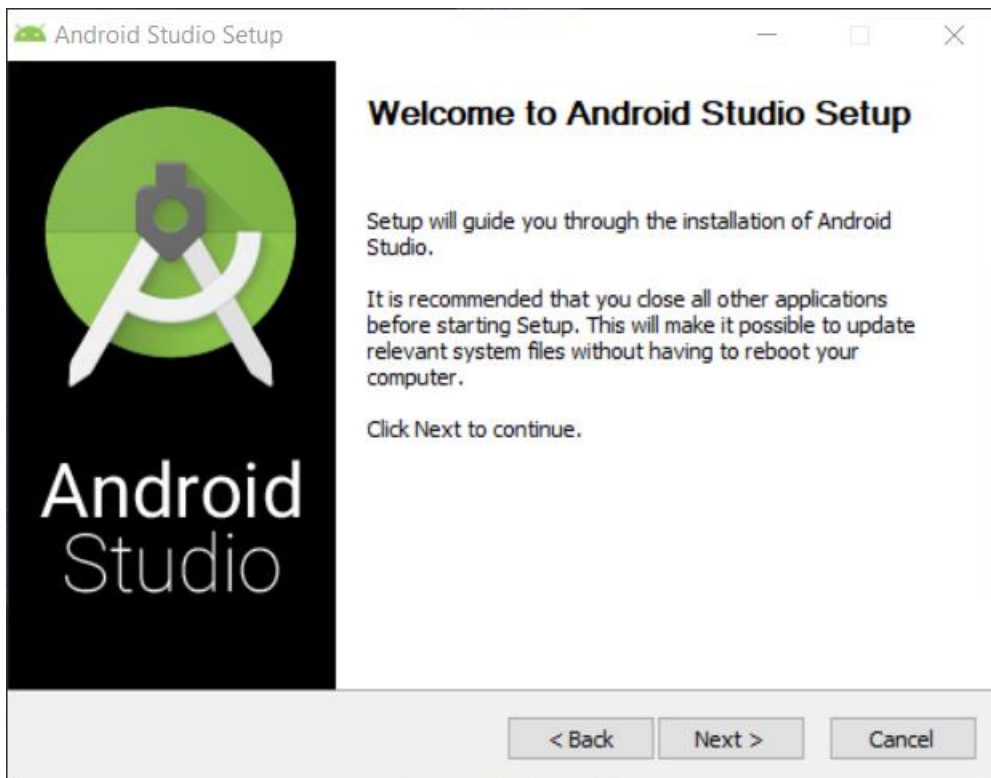 Android Studio Setup
Welcome to Android Studio Setup
Setup will guide you through the installation of Android
Studio.
It is recommended that you close all other applications
before starting Setup. This will make it possible to update
relevant system files without having to reboot your
computer.
Click Next to continue.
Android
Studio
< Back
Next >
Cancel